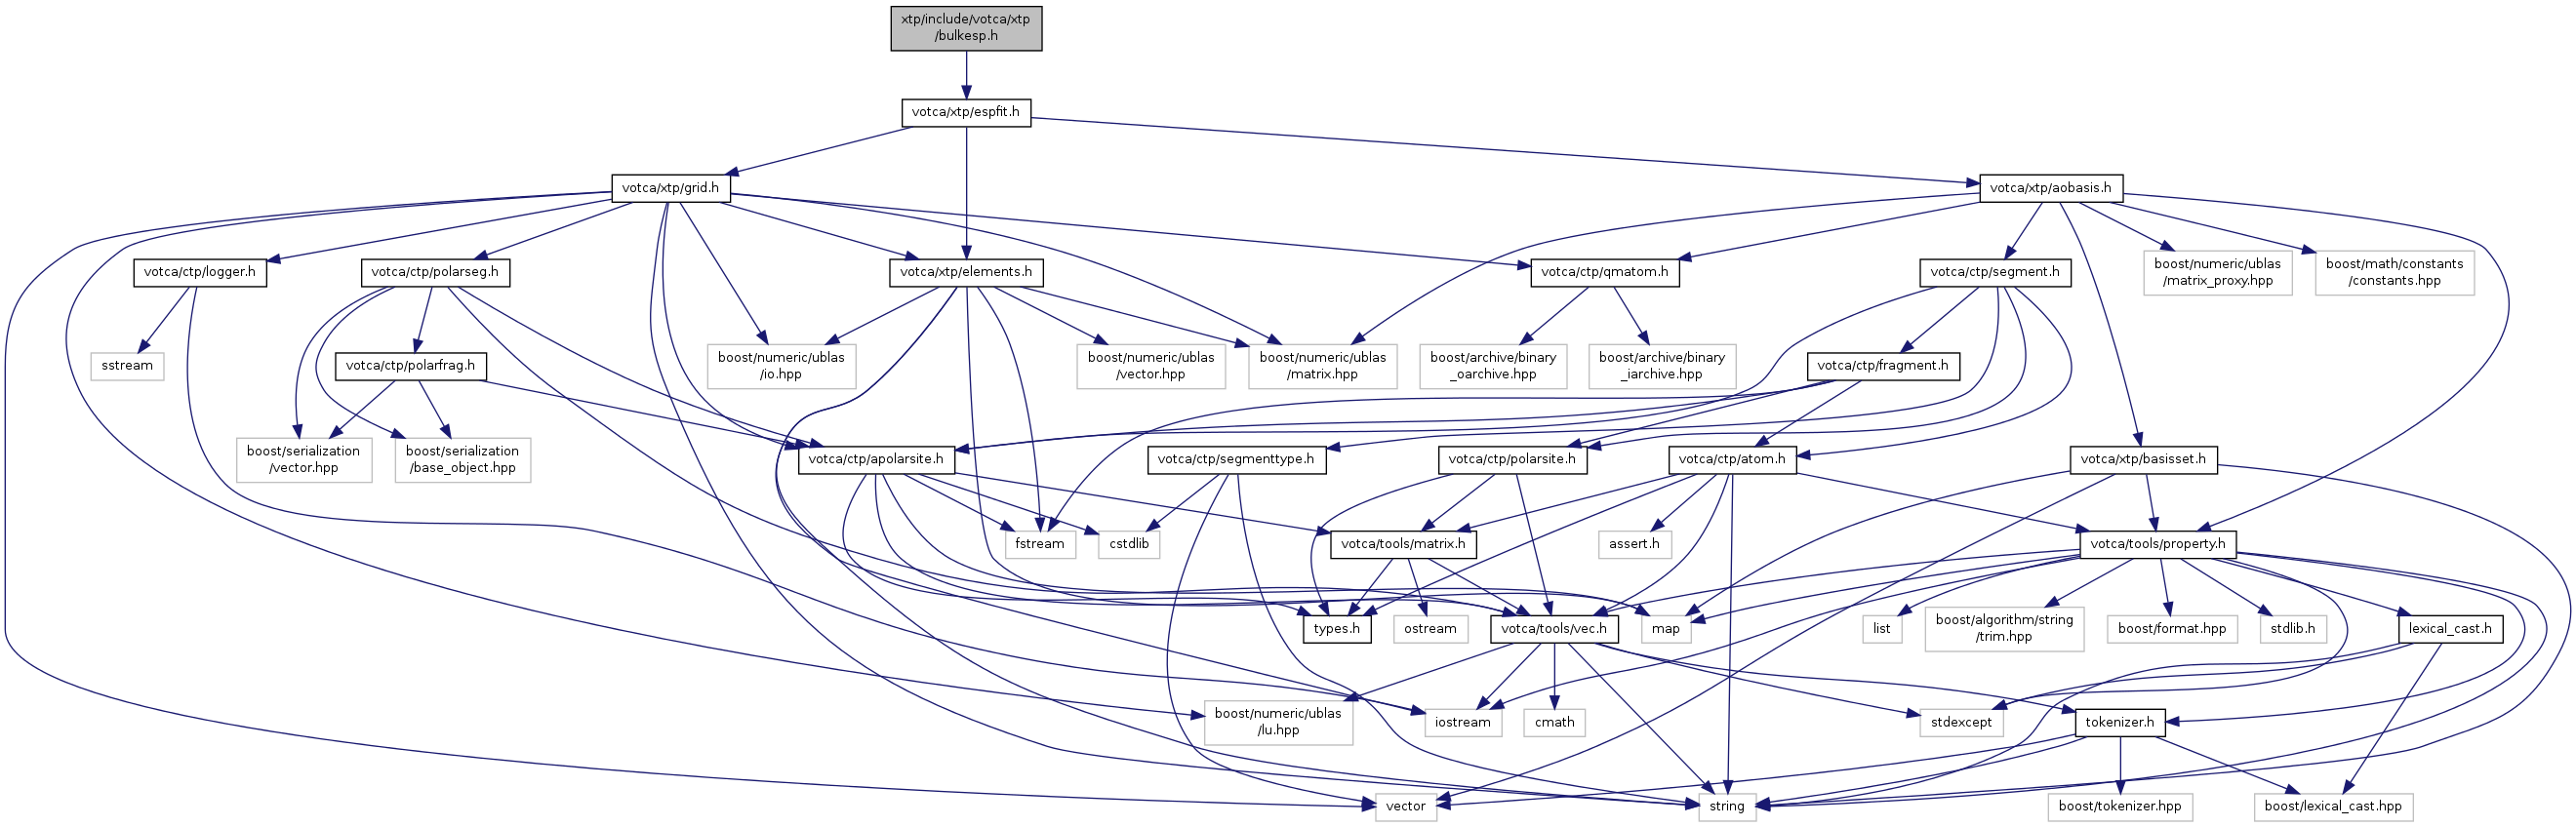 xtp/include/votca/xtp
/bulkesp.h
votca/xtp/espfit.h
votca/xtp/grid.h
votca/xtp/aobasis.h
votca/ctp/logger.h
votca/ctp/polarseg.h
votca/xtp/elements.h
votca/ctp/qmatom.h
votca/ctp/segment.h
boost/numeric/ublas
/matrix_proxy.hpp
boost/math/constants
/constants.hpp
sstream
votca/ctp/polarfrag.h
boost/numeric/ublas
/io.hpp
boost/numeric/ublas
/vector.hpp
boost/numeric/ublas
/matrix.hpp
boost/archive/binary
_oarchive.hpp
boost/archive/binary
_iarchive.hpp
votca/ctp/fragment.h
boost/serialization
/vector.hpp
boost/serialization
/base_object.hpp
votca/ctp/apolarsite.h
votca/ctp/segmenttype.h
votca/ctp/polarsite.h
votca/ctp/atom.h
votca/xtp/basisset.h
fstream
cstdlib
votca/tools/matrix.h
assert.h
votca/tools/property.h
types.h
ostream
votca/tools/vec.h
map
list
boost/algorithm/string
/trim.hpp
boost/format.hpp
stdlib.h
lexical_cast.h
boost/numeric/ublas
/lu.hpp
iostream
cmath
stdexcept
tokenizer.h
vector
string
boost/tokenizer.hpp
boost/lexical_cast.hpp